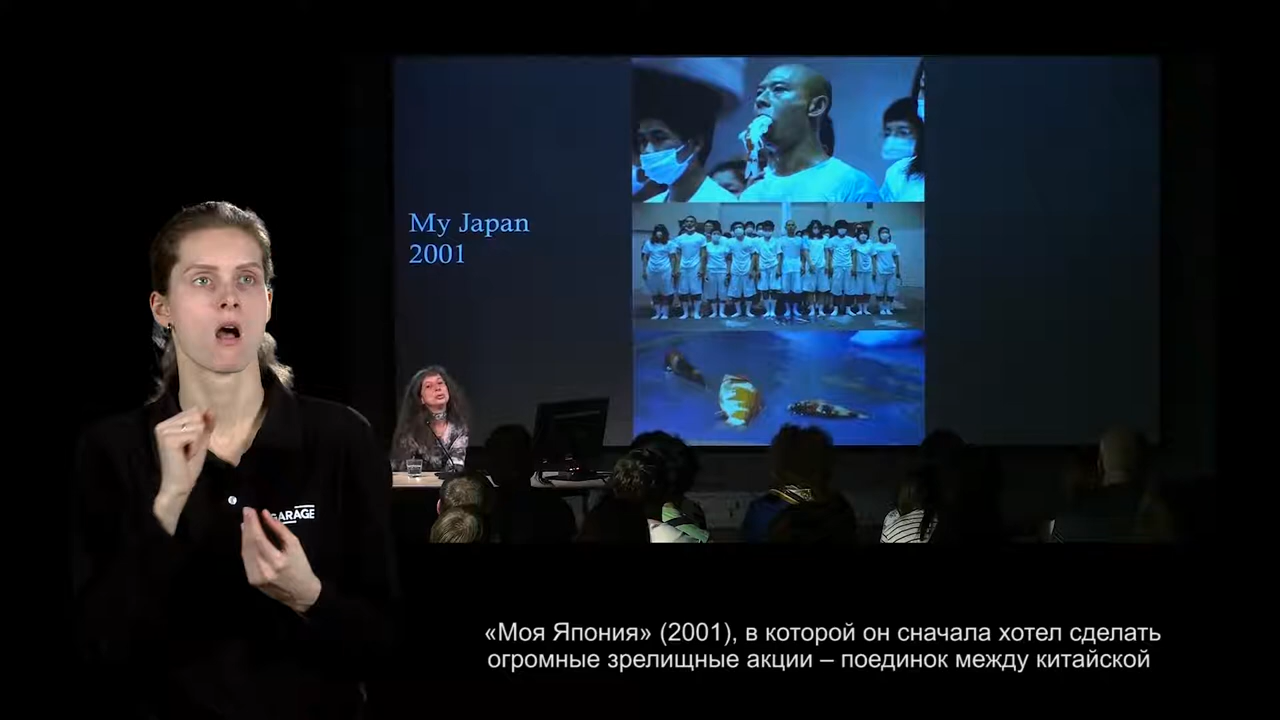 My Japan
2001
GARAGE
«Моя Япония» (2001), в которой он сначала хотел сделать
огромные зрелищные акции – поединок между китайской